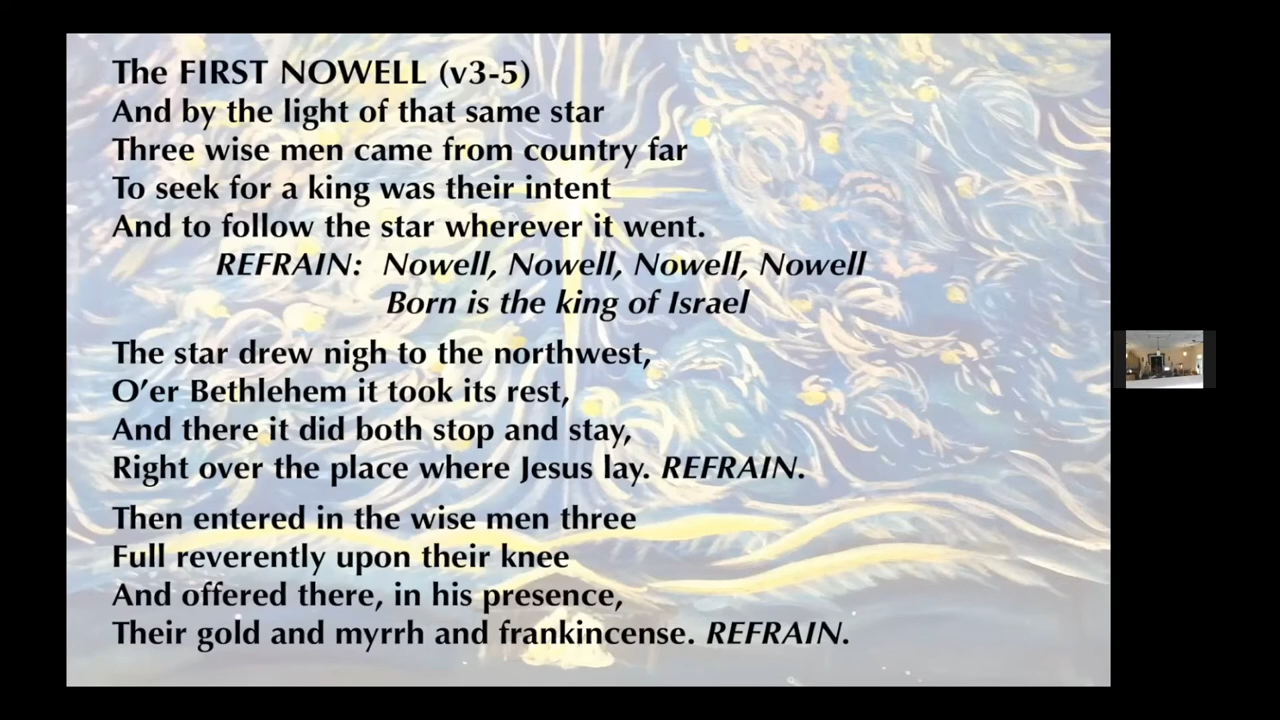 The FIRST NOWELL (v3-5)
And by the light of that same star
Three wise men came from country far
To seek for a king was their intent
And to follow the star wherever it went.
REFRAIN: Nowell, Nowell, Nowell, Nowell
Born is the king of Israel
The star drew nigh to the northwest,
O’er Bethlehem it took its rest,
And there it did both stop and stay,
Right over the place where Jesus lay. REFRAIN.
Then entered in the wise men three
Full reverently upon their knee
And offered there, in his presence,
Their gold and myrrh and frankincense. REFRAIN.